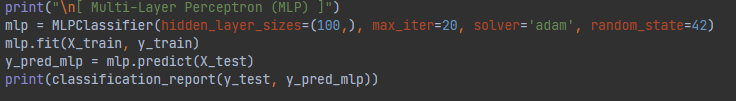 print("\n[ Multi-Layer Perceptron (MLP) ]")
mlp = MLPClassifier(hidden_layer_sizes=(100,), max_iter=20, solver='adam', random_state=42)
mlp.fit(X_train, y_train)
y_pred_mlp = mlp.predict(X_test)
print(classification_report(y_test, y_pred_mlp))